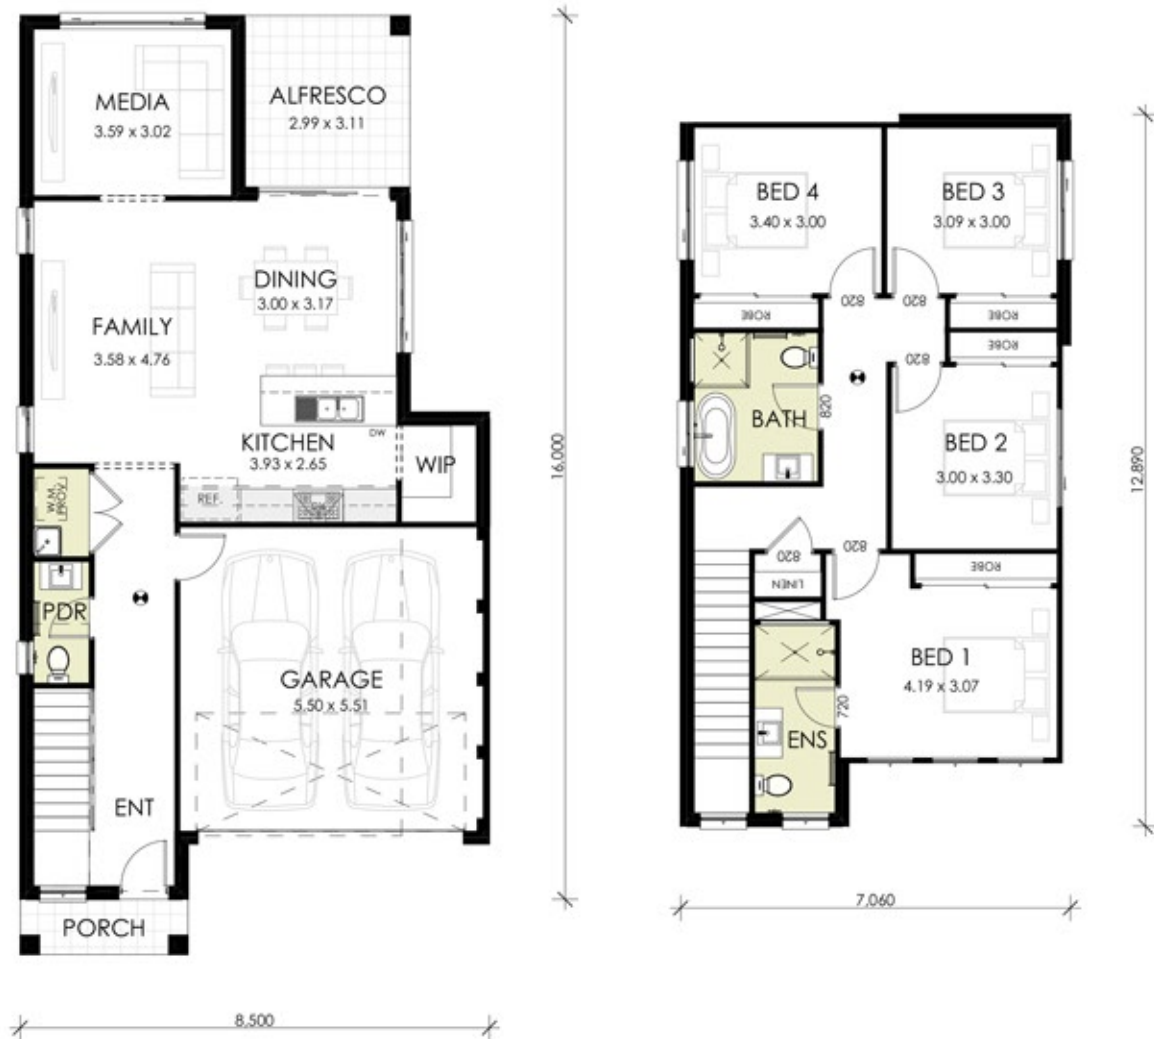 MEDIA
3.59 x 3.02
ALFRESCO
2.99 x 3.11
DINING
3.00 x 3.17
FAMILY
3.58 x 4.76
KITCHEN
3.93 x 2.65
DW
WIP
REF.
W.M.
PROV.
PDR
GARAGE
5.50 x 5.51
ENT
PORCH
8,500
16,000
BED 4
3.40 x 3.00
BED 3
3.09 x 3.00
820
820
ROBE
ROBE
ROBE
820
BATH
820
BED 2
3.00 x 3.30
820
820
LINEN
ROBE
BED 1
4.19 x 3.07
720
ENS
7,060
12,890